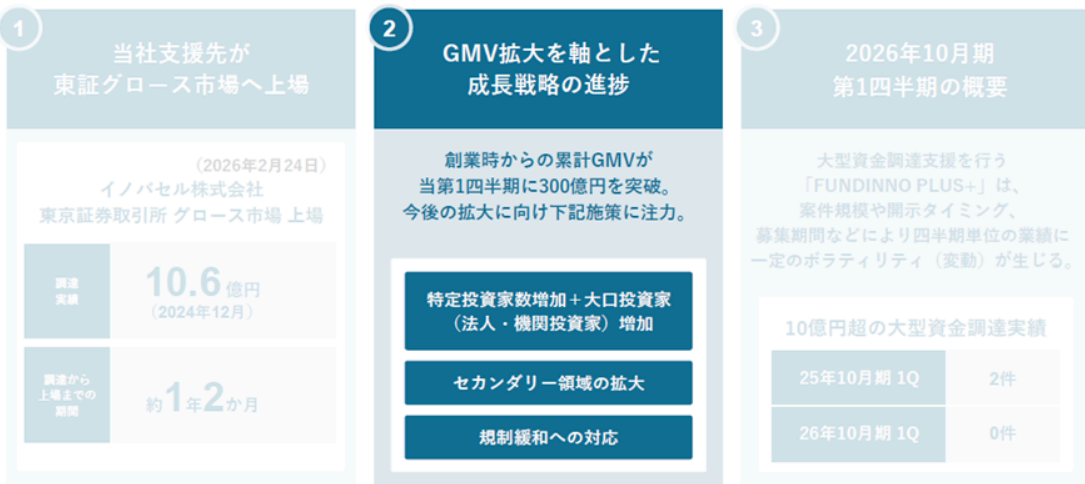 1
当社支援先が
東証グロース市場へ上場
（2026年2月24日）
イノバセル株式会社
東京証券取引所 グロース市場 上場
調達
実績
10.6億円
（2024年12月）
調達から
上場までの
期間
約1年2か月
2
GMV拡大を軸とした
成長戦略の進捗
創業時からの累計GMVが
当第1四半期に300億円を突破。
今後の拡大に向け下記施策に注力。
特定投資家数増加＋大口投資家
（法人・機関投資家）増加
セカンダリー領域の拡大
規制緩和への対応
3
2026年10月期
第1四半期の概要
大型資金調達支援を行う
「FUNDINNO PLUS+」は、
案件規模や開示タイミング、
募集期間などにより四半期単位の業績に
一定のボラティリティ（変動）が生じる。
10億円超の大型資金調達実績
25年10月期 1Q 2件
26年10月期 1Q 0件